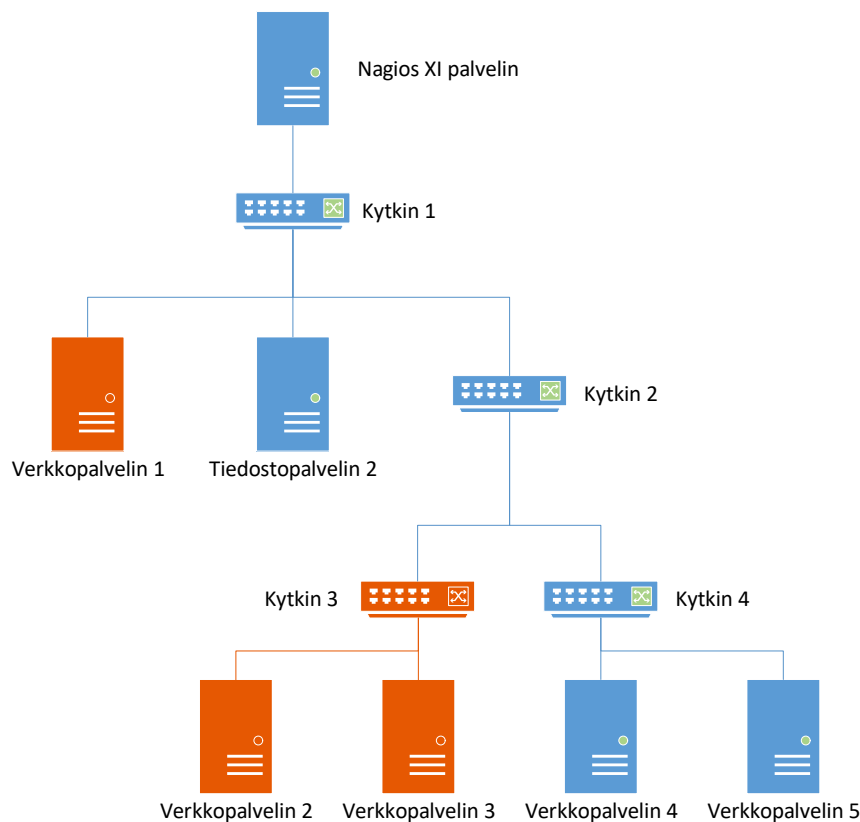 Nagios XI palvelin
Kytkin 1
Kytkin 2
Verkkopalvelin 1
Tiedostopalvelin 2
Kytkin 3
Kytkin 4
Verkkopalvelin 2
Verkkopalvelin 3
Verkkopalvelin 4
Verkkopalvelin 5